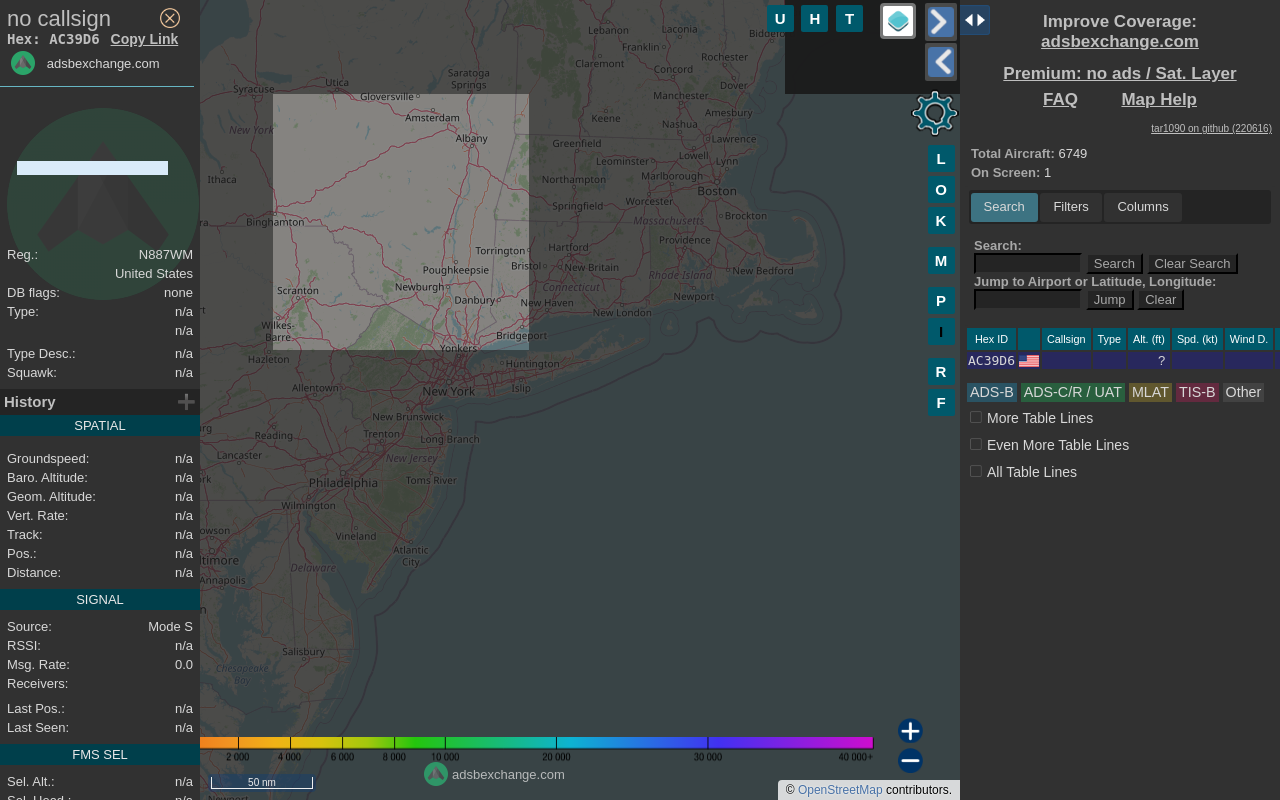 no callsign
Hex: AC39D6 Copy Link
adsbexchange.com
Reg.: N887WM
United States
DB flags: none
Type: n/a
n/a
Type Desc.: n/a
Squawk: n/a
History
SPATIAL
Groundspeed: n/a
Baro. Altitude: n/a
Geom. Altitude: n/a
Vert. Rate: n/a
Track: n/a
Pos.: n/a
Distance: n/a
SIGNAL
Source: Mode S
RSSI: n/a
Msg. Rate: 0.0
Receivers:
Last Pos.: n/a
Last Seen: n/a
FMS SEL
Sel. Alt.: n/a
Sel. Head.: n/a
U H T
L
O
K
M
P
I
R
F
Lebanon
Laconia
Franklin
Claremont
Rochester
Concord
Dover
Saratoga
Springs
Utica
Syracuse
Gloversville
Manchester
Amsterdam
Keene
Amesbury
Nashua
New York
Albany
Greenfield
Lawrence
Lowell
Leominster
Lynn
Ithaca
Northampton
Marlborough
Boston
Worcester
Springfield
Binghamton
Massachusetts
Brockton
Torrington
Hartford
Providence
Poughkeepsie
Bristol
New Britain
Rhode Island
New Bedford
Scranton
Newburgh
Connecticut
Danbury
New Haven
Newport
New London
Wilkes-
Barre
Bridgeport
Hazleton
Yonkers
Huntington
Allentown
New York
Islip
New Brunswick
Reading
Trenton
Long Branch
Lancaster
New Jersey
Philadelphia
Toms River
Wilmington
Vineland
Atlantic
City
Delaware
Annapolis
Salisbury
Chesapeake
Bay
2 000 4 000 6 000 8 000 10 000 20 000 30 000 40 000+
50 nm
adsbexchange.com
© OpenStreetMap contributors.
Improve Coverage:
adsbexchange.com
Premium: no ads / Sat. Layer
FAQ Map Help
tar1090 on github (220616)
Total Aircraft: 6749
On Screen: 1
Search Filters Columns
Search:
Search Clear Search
Jump to Airport or Latitude, Longitude:
Jump Clear
Hex ID Callsign Type Alt. (ft) Spd. (kt) Wind D.
AC39D6 ?
ADS-B ADS-C/R / UAT MLAT TIS-B Other
More Table Lines
Even More Table Lines
All Table Lines